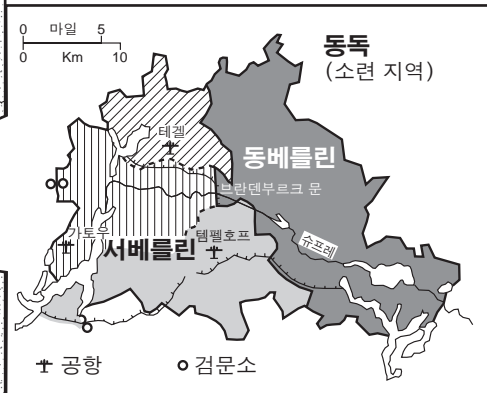 0 마일 5
0 Km 10
동독
(소련 지역)
테겔
동베를린
브란덴부르크 문
가토우
서베를린
템펠호프
슈프레
공항
검문소